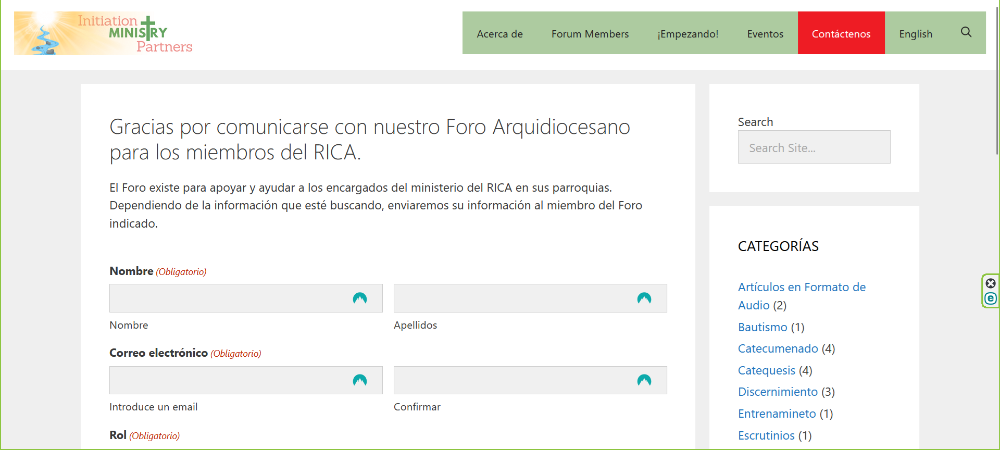 Initiation
MINISTRY
Partners
Acerca de
Forum Members
¡Empezando!
Eventos
Contáctenos
English
Gracias por comunicarse con nuestro Foro Arquidiocesano
para los miembros del RICA.
El Foro existe para apoyar y ayudar a los encargados del ministerio del RICA en sus parroquias.
Dependiendo de la información que esté buscando, enviaremos su información al miembro del Foro
indicado.
Nombre (Obligatorio)
Nombre
Apellidos
Correo electrónico (Obligatorio)
Introduce un email
Confirmar
Rol (Obligatorio)
Search
Search Site...
CATEGORÍAS
Artículos en Formato de
Audio (2)
Bautismo (1)
Catecumenado (4)
Catequesis (4)
Discernimiento (3)
Entrenamineto (1)
Escrutinios (1)
e